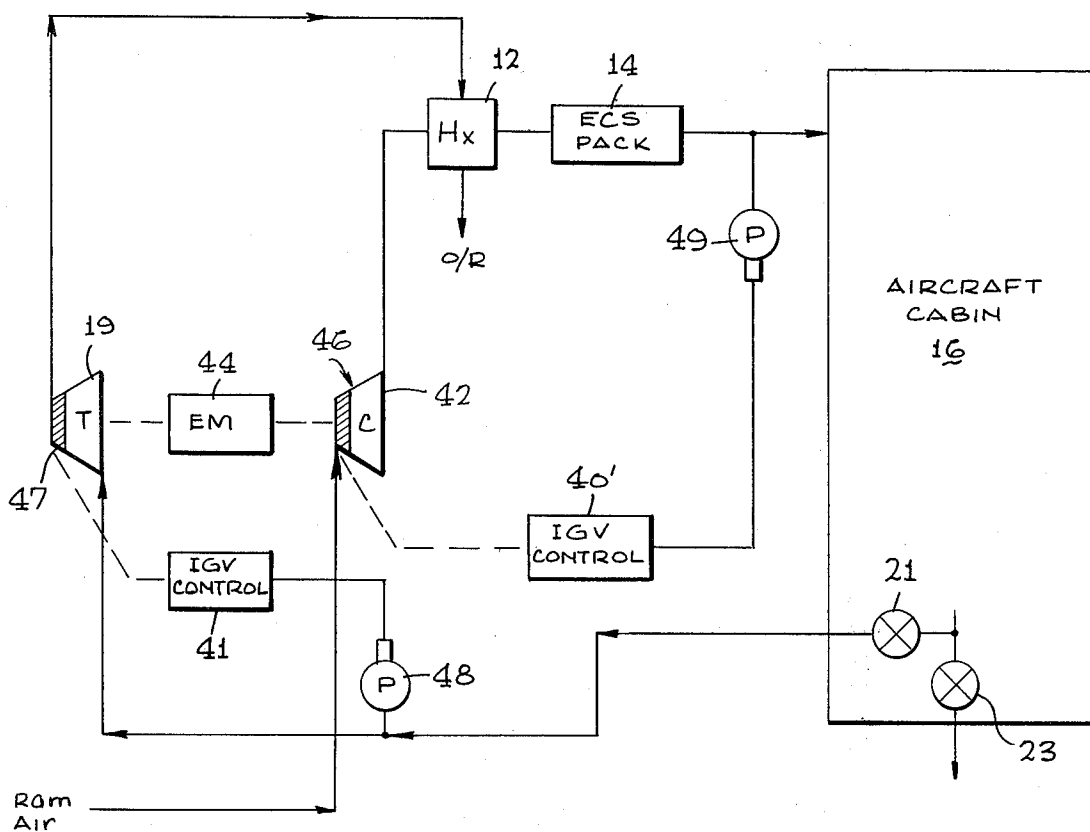 12
14
Hx
ECS
PACK
O/R
49
P
AIRCRAFT
CABIN
16
19
44
46
42
T
EM
C
47
40'
IGV
CONTROL
IGV
CONTROL
41
21
48
P
23
Ram
Air